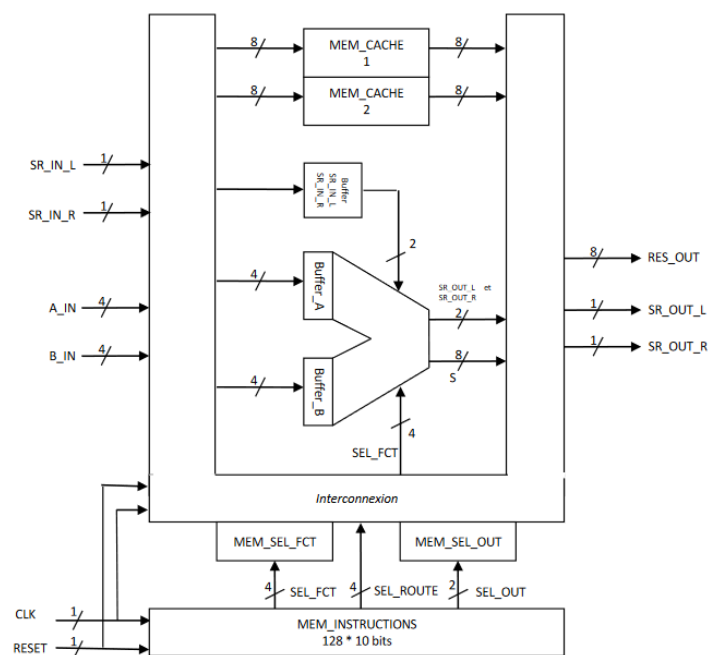 8
MEM_CACHE
1
8
8
MEM_CACHE
2
8
SR_IN_L
1
SR_IN_R
1
Buffer
SR_IN_L
SR_IN_R
2
A_IN
4
B_IN
4
4
Buffer_A
4
Buffer_B
SR_OUT_L et
SR_OUT_R
2
8
S
4
SEL_FCT
8
RES_OUT
1
SR_OUT_L
1
SR_OUT_R
Interconnexion
MEM_SEL_FCT
MEM_SEL_OUT
4
SEL_FCT
4
SEL_ROUTE
2
SEL_OUT
CLK
1
RESET
1
MEM_INSTRUCTIONS
128 * 10 bits